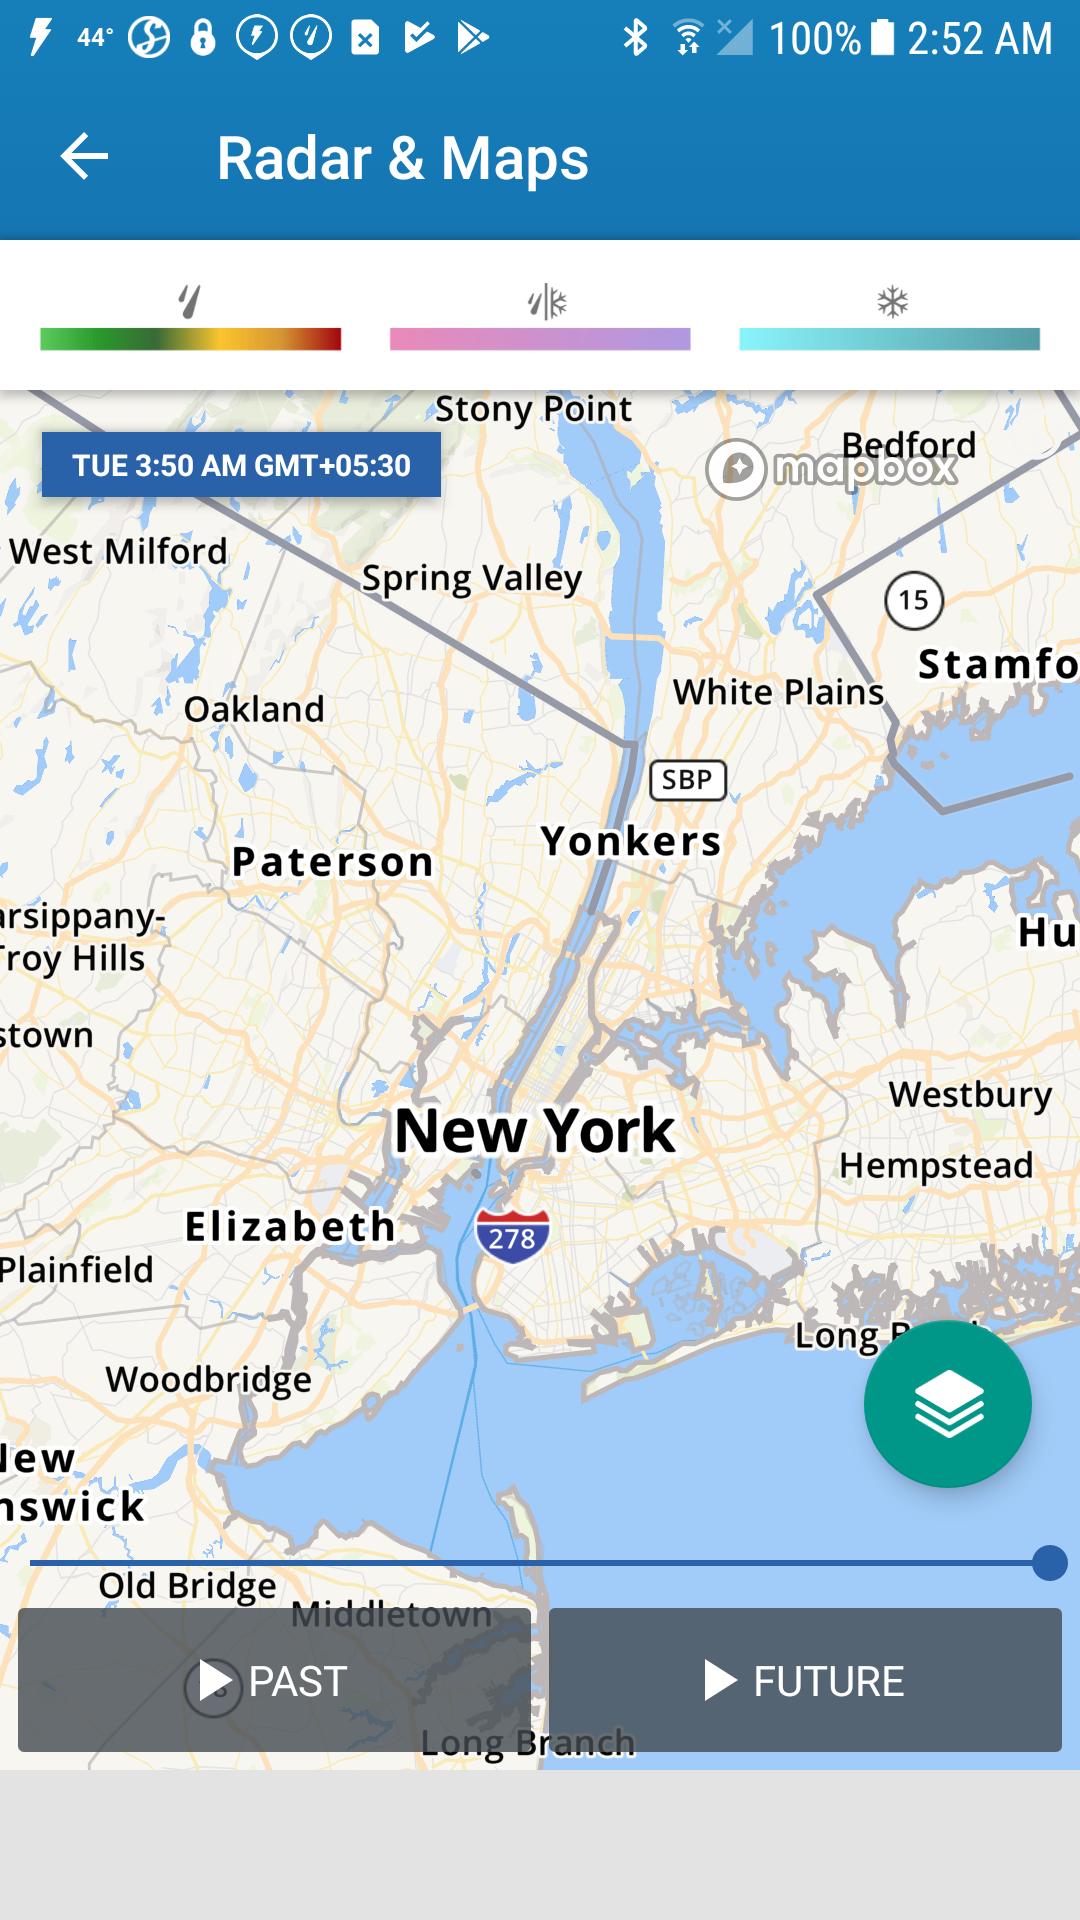 44° 100% 2:52 AM
Radar & Maps
Stony Point
Bedford
TUE 3:50 AM GMT+05:30
mapbox
West Milford
Spring Valley
15
Stamfo
White Plains
Oakland
SBP
Yonkers
Paterson
arsippany-
Troy Hills
Hu
stown
Westbury
New York
Hempstead
Elizabeth
278
Plainfield
Long B
Woodbridge
New
nswick
Old Bridge
Middletown
PAST
FUTURE
Long Branch